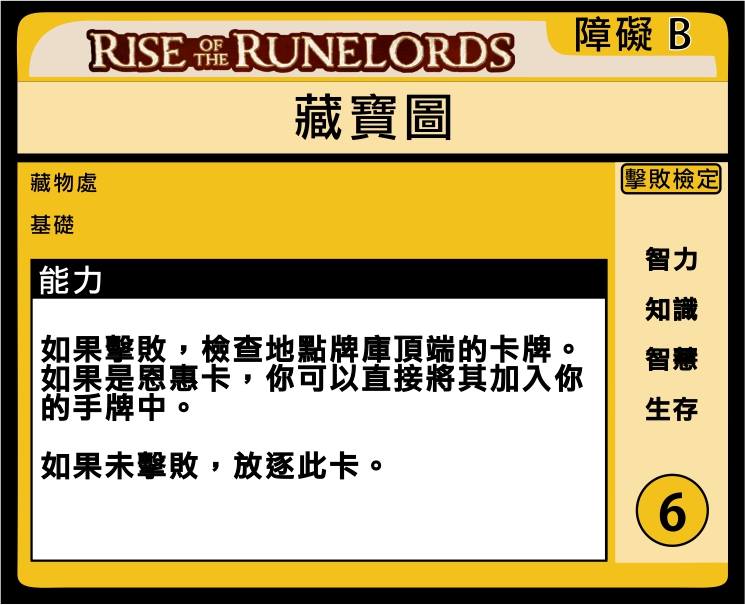 RISE OF THE RUNELORDS
障礙 B
藏寶圖
藏物處
基礎
擊敗檢定
智力
知識
智慧
生存
6
能力
如果擊敗，檢查地點牌庫頂端的卡牌。
如果是恩惠卡，你可以直接將其加入你
的手牌中。
如果未擊敗，放逐此卡。